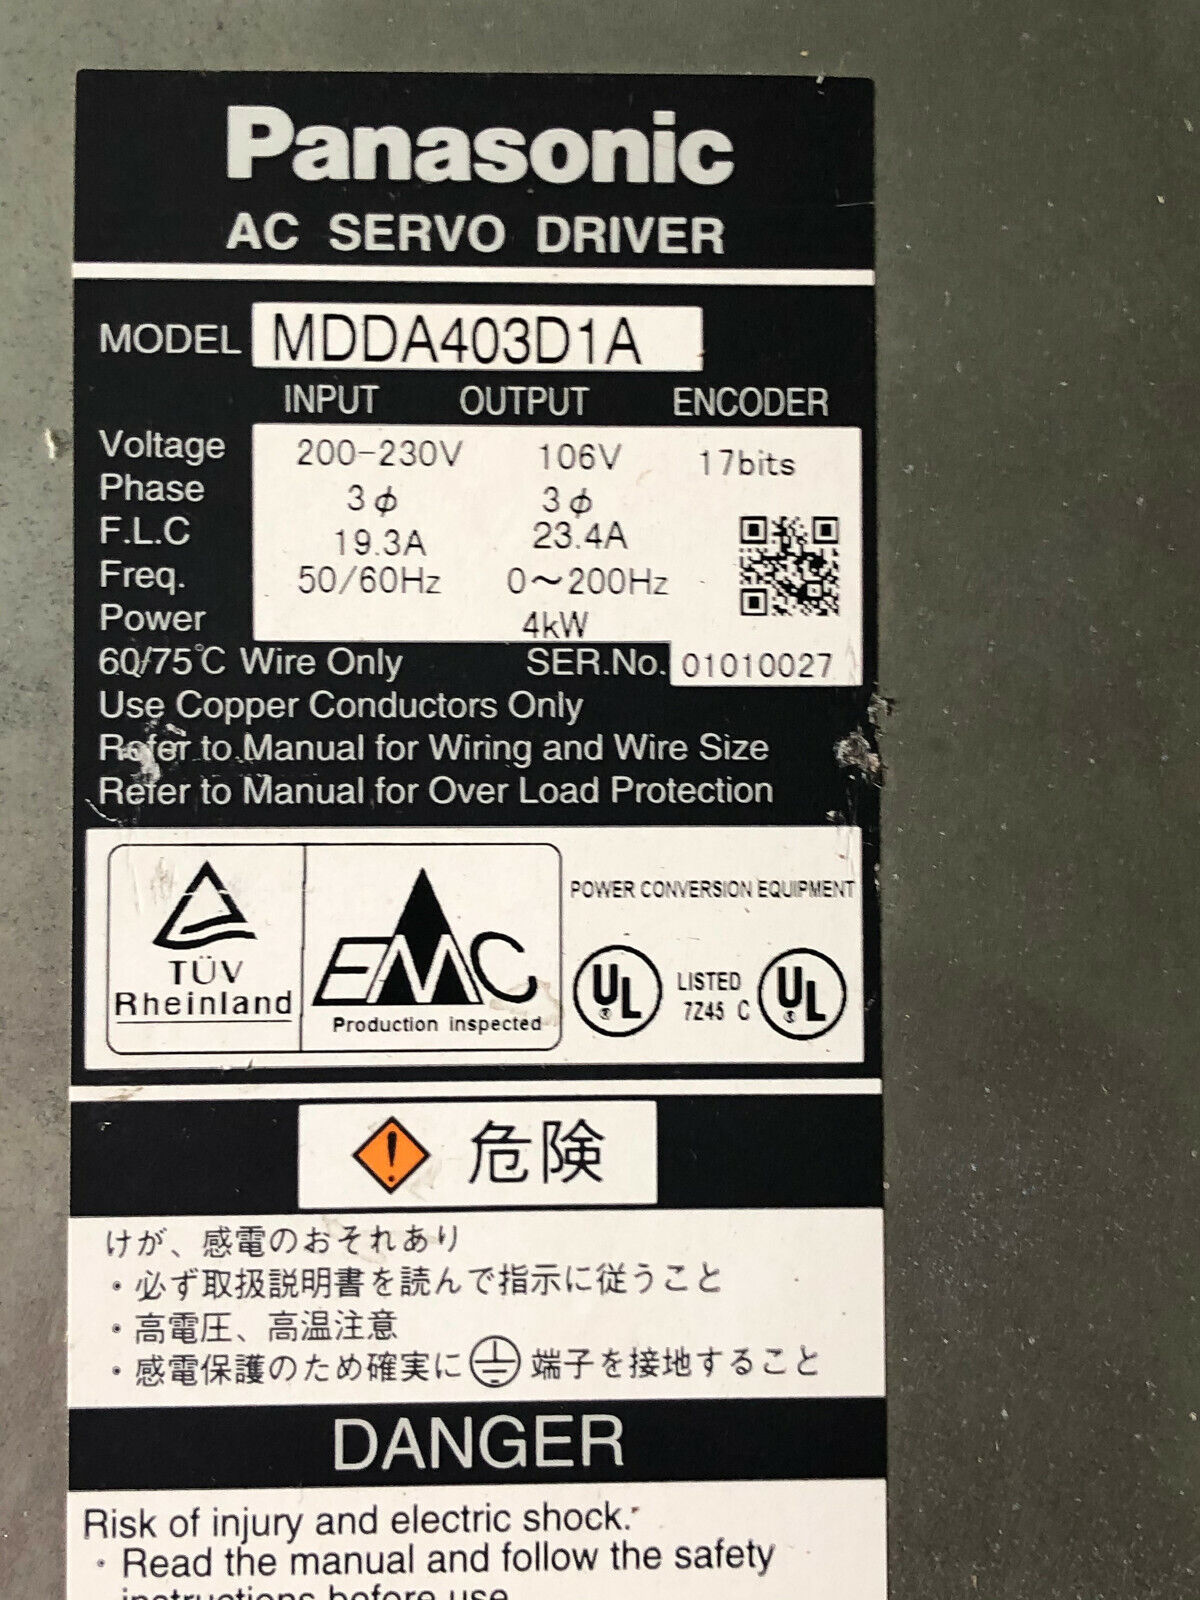 Panasonic
AC SERVO DRIVER
MODEL MDDA403D1A
INPUT OUTPUT ENCODER
Voltage 200-230V 106V 17bits
Phase 3φ 3φ
F.L.C 19.3A 23.4A
Freq. 50/60Hz 0～200Hz
Power 4kW
60/75℃ Wire Only SER.No. 01010027
Use Copper Conductors Only
Refer to Manual for Wiring and Wire Size
Refer to Manual for Over Load Protection
POWER CONVERSION EQUIPMENT
TÜV
Rheinland
EMC
Production inspected
UL ® LISTED 7Z45 C UL ®
! 危険
けが、感電のおそれあり
・必ず取扱説明書を読んで指示に従うこと
・高電圧、高温注意
・感電保護のため確実に⏚端子を接地すること
DANGER
Risk of injury and electric shock.
・Read the manual and follow the safety
instructions before use.